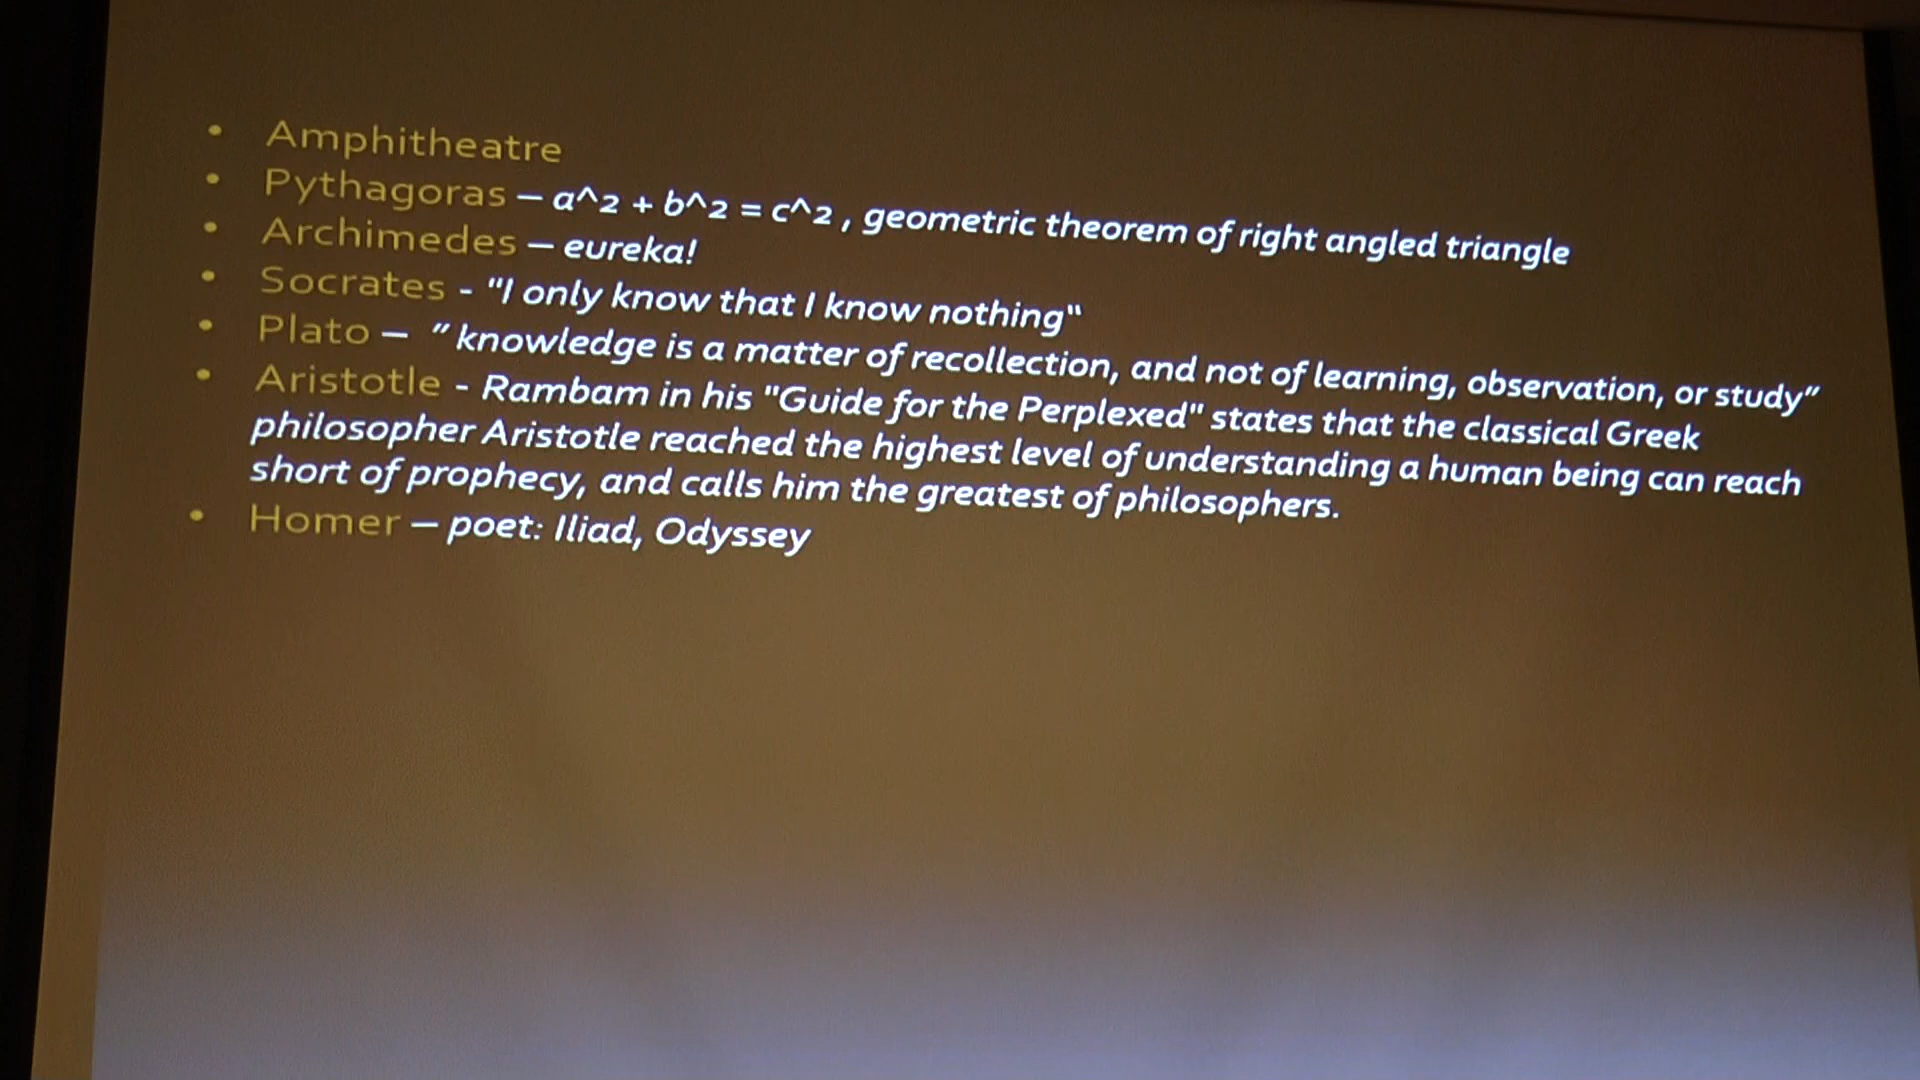 • Amphitheatre
• Pythagoras – a^2 + b^2 = c^2 , geometric theorem of right angled triangle
• Archimedes – eureka!
• Socrates - "I only know that I know nothing"
• Plato – " knowledge is a matter of recollection, and not of learning, observation, or study"
• Aristotle - Rambam in his "Guide for the Perplexed" states that the classical Greek
philosopher Aristotle reached the highest level of understanding a human being can reach
short of prophecy, and calls him the greatest of philosophers.
• Homer – poet: Iliad, Odyssey